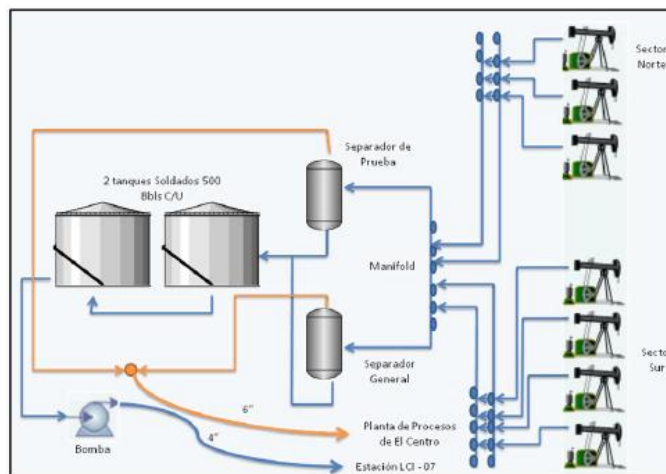 Sector
Norte
Separador de
Prueba
2 tanques Soldados 500
Bbls C/U
Manifold
Separador
General
Secto
Sur
6"
4"
Planta de Procesos
de El Centro
Bomba
Estación LCI - 07